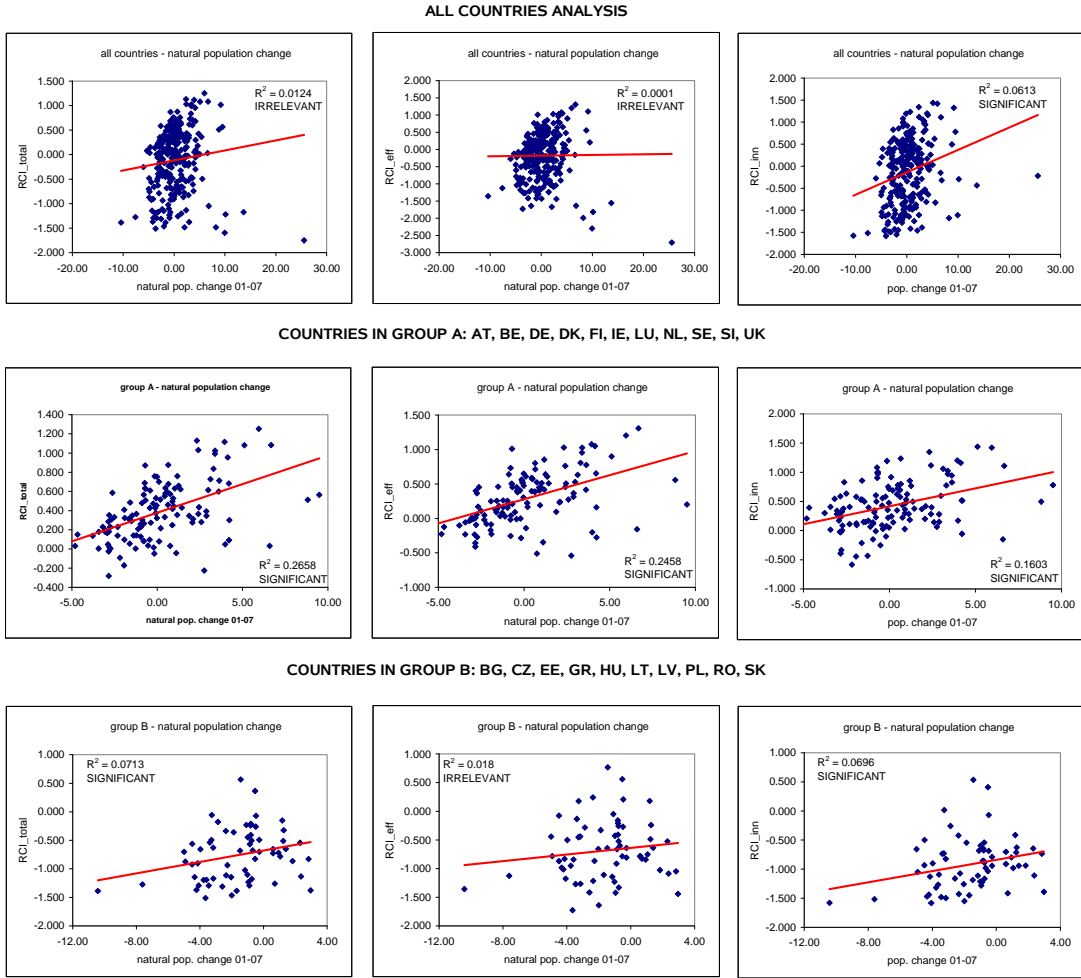 ALL COUNTRIES ANALYSIS
all countries - natural population change
R² = 0.0124
IRRELEVANT
RCI_total
1.500
1.000
0.500
0.000
-0.500
-1.000
-1.500
-2.000
-20.00 -10.00 0.00 10.00 20.00 30.00
natural pop. change 01-07
all countries - natural population change
R² = 0.0001
IRRELEVANT
RCI_eff
2.000
1.500
1.000
0.500
0.000
-0.500
-1.000
-1.500
-2.000
-2.500
-3.000
-20.00 -10.00 0.00 10.00 20.00 30.00
natural pop. change 01-07
all countries - natural population change
R² = 0.0613
SIGNIFICANT
RCI_inn
2.000
1.500
1.000
0.500
0.000
-0.500
-1.000
-1.500
-2.000
-20.00 -10.00 0.00 10.00 20.00 30.00
pop. change 01-07
COUNTRIES IN GROUP A: AT, BE, DE, DK, FI, IE, LU, NL, SE, SI, UK
group A - natural population change
RCI_total
1.400
1.200
1.000
0.800
0.600
0.400
0.200
0.000
-0.200
-0.400
R² = 0.2658
SIGNIFICANT
-5.00 0.00 5.00 10.00
natural pop. change 01-07
group A - natural population change
RCI_eff
1.500
1.000
0.500
0.000
-0.500
-1.000
R² = 0.2458
SIGNIFICANT
-5.00 0.00 5.00 10.00
natural pop. change 01-07
group A - natural population change
RCI_inn
2.000
1.500
1.000
0.500
0.000
-0.500
-1.000
R² = 0.1603
SIGNIFICANT
-5.00 0.00 5.00 10.00
pop. change 01-07
COUNTRIES IN GROUP B: BG, CZ, EE, GR, HU, LT, LV, PL, RO, SK
group B - natural population change
R² = 0.0713
SIGNIFICANT
RCI_total
1.000
0.500
0.000
-0.500
-1.000
-1.500
-2.000
-12.00 -8.00 -4.00 0.00 4.00
natural pop. change 01-07
group B - natural population change
R² = 0.018
IRRELEVANT
RCI_eff
1.000
0.500
0.000
-0.500
-1.000
-1.500
-2.000
-12.00 -8.00 -4.00 0.00 4.00
natural pop. change 01-07
group B - natural population change
R² = 0.0696
SIGNIFICANT
RCI_inn
1.000
0.500
0.000
-0.500
-1.000
-1.500
-2.000
-12.00 -8.00 -4.00 0.00 4.00
pop. change 01-07